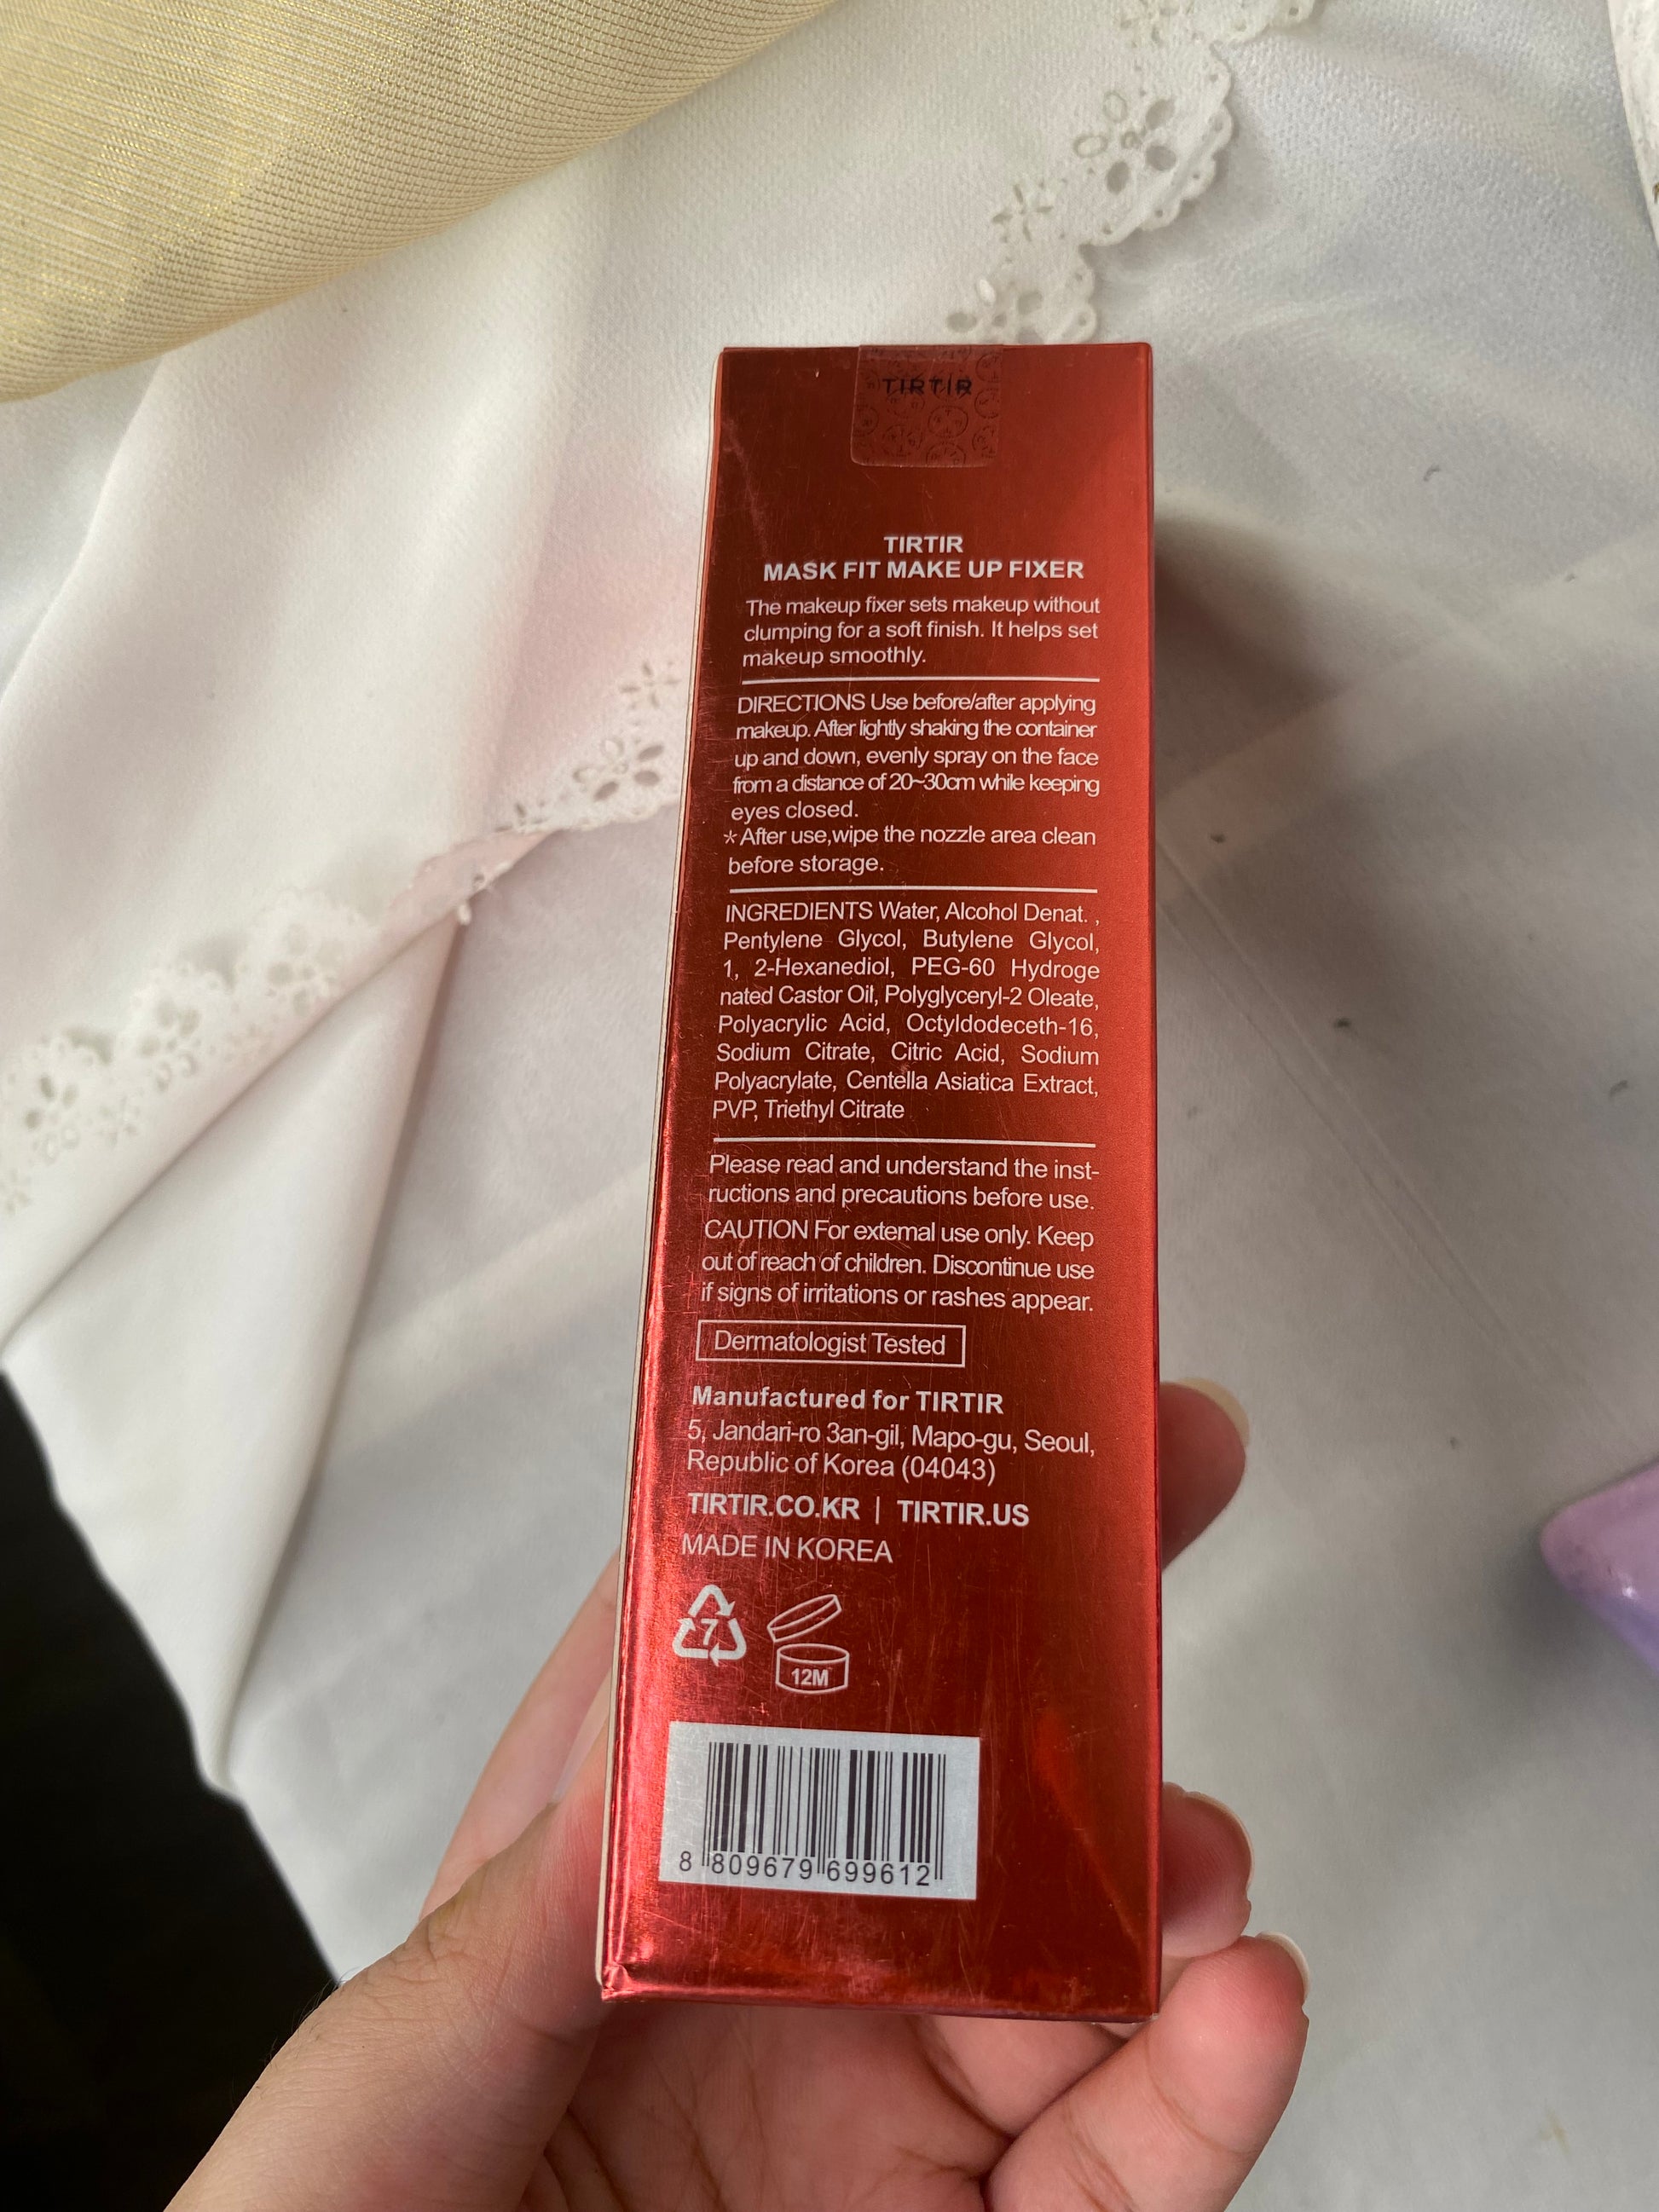 TIRTIR
TIRTIR
MASK FIT MAKE UP FIXER
The makeup fixer sets makeup without
clumping for a soft finish. It helps set
makeup smoothly.
DIRECTIONS Use before/after applying
makeup. After lightly shaking the container
up and down, evenly spray on the face
from a distance of 20~30cm while keeping
eyes closed.
*After use,wipe the nozzle area clean
before storage.
INGREDIENTS Water, Alcohol Denat. ,
Pentylene Glycol, Butylene Glycol,
1, 2-Hexanediol, PEG-60 Hydroge
nated Castor Oil, Polyglyceryl-2 Oleate,
Polyacrylic Acid, Octyldodeceth-16,
Sodium Citrate, Citric Acid, Sodium
Polyacrylate, Centella Asiatica Extract,
PVP, Triethyl Citrate
Please read and understand the inst-
ructions and precautions before use.
CAUTION For external use only. Keep
out of reach of children. Discontinue use
if signs of irritations or rashes appear.
Dermatologist Tested
Manufactured for TIRTIR
5, Jandari-ro 3an-gil, Mapo-gu, Seoul,
Republic of Korea (04043)
TIRTIR.CO.KR | TIRTIR.US
MADE IN KOREA
7 12M
8 809679 699612